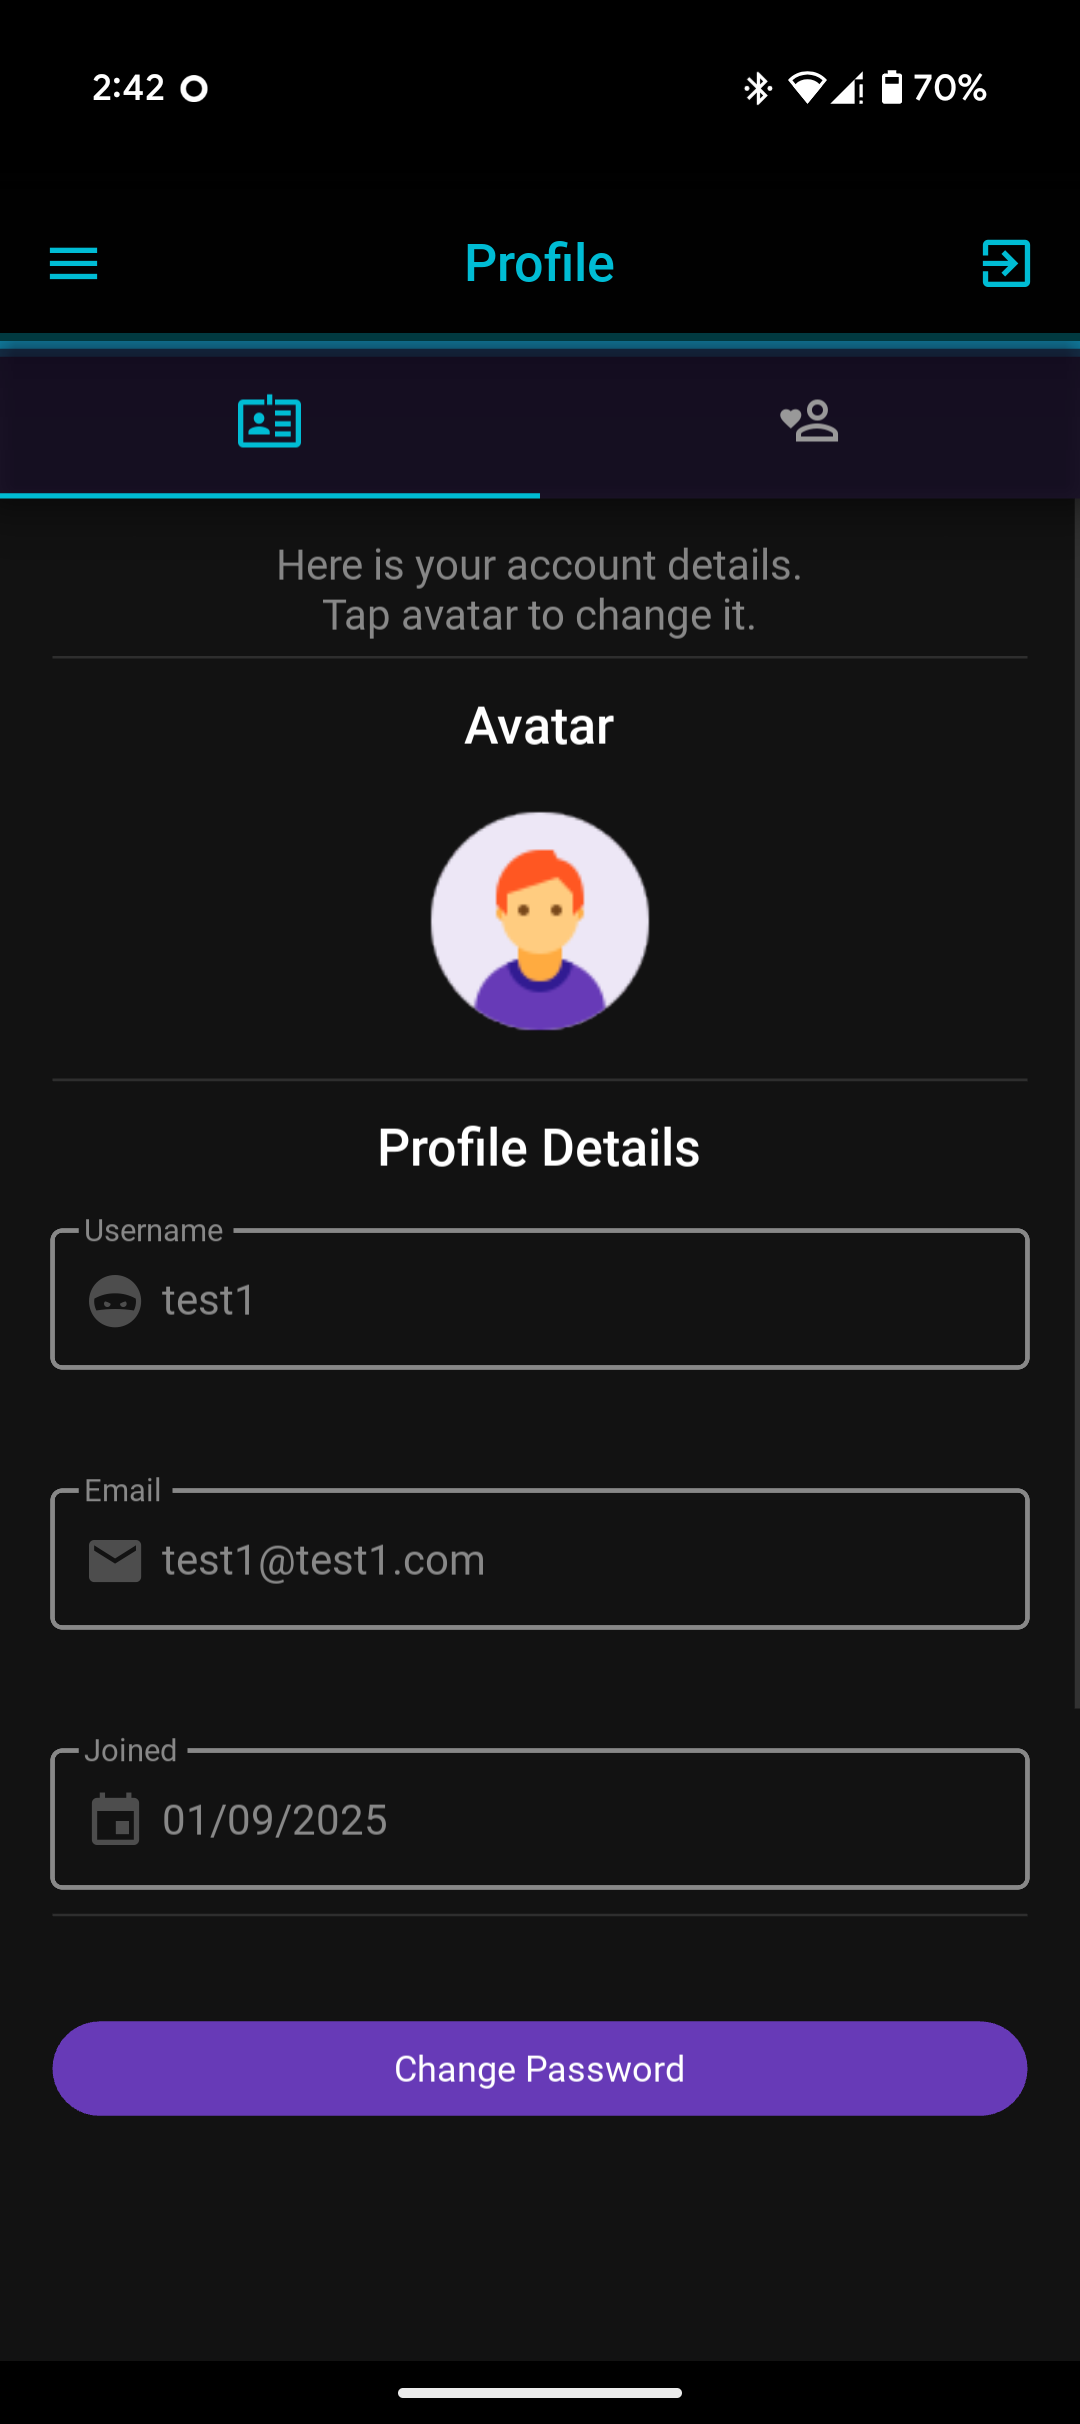 2:42
70%
Profile
Here is your account details.
Tap avatar to change it.
Avatar
Profile Details
Username
test1
Email
test1@test1.com
Joined
01/09/2025
Change Password